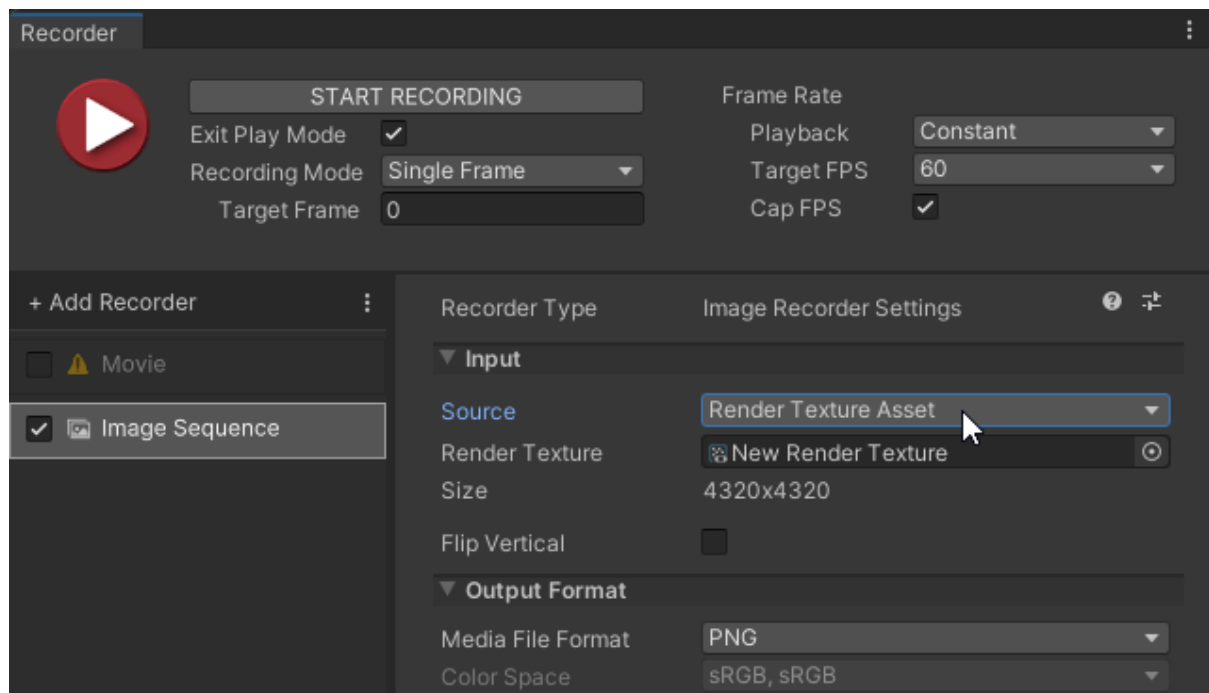 Recorder
START RECORDING
Exit Play Mode
Recording Mode Single Frame
Target Frame 0
Frame Rate
Playback Constant
Target FPS 60
Cap FPS
+ Add Recorder
Movie
Image Sequence
Recorder Type Image Recorder Settings
Input
Source Render Texture Asset
Render Texture New Render Texture
Size 4320x4320
Flip Vertical
Output Format
Media File Format PNG
Color Space sRGB, sRGB